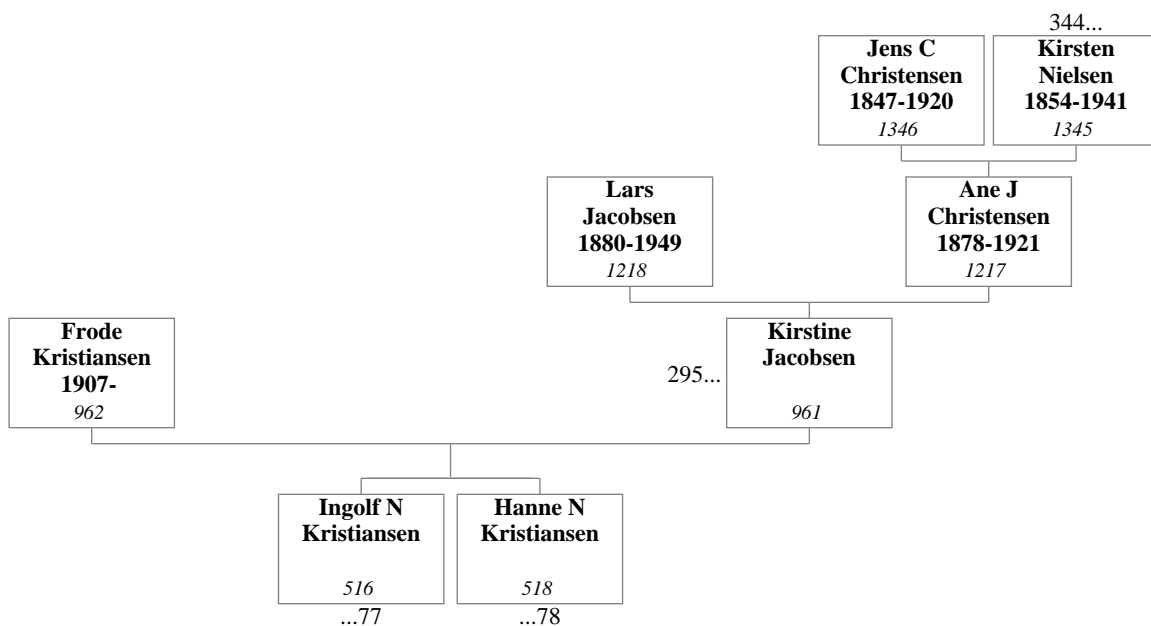 344...
Jens C
Christensen
1847-1920
1346
Kirsten
Nielsen
1854-1941
1345
Lars
Jacobsen
1880-1949
1218
Ane J
Christensen
1878-1921
1217
Frode
Kristiansen
1907-
962
295...
Kirstine
Jacobsen
961
Ingolf N
Kristiansen
516
...77
Hanne N
Kristiansen
518
...78